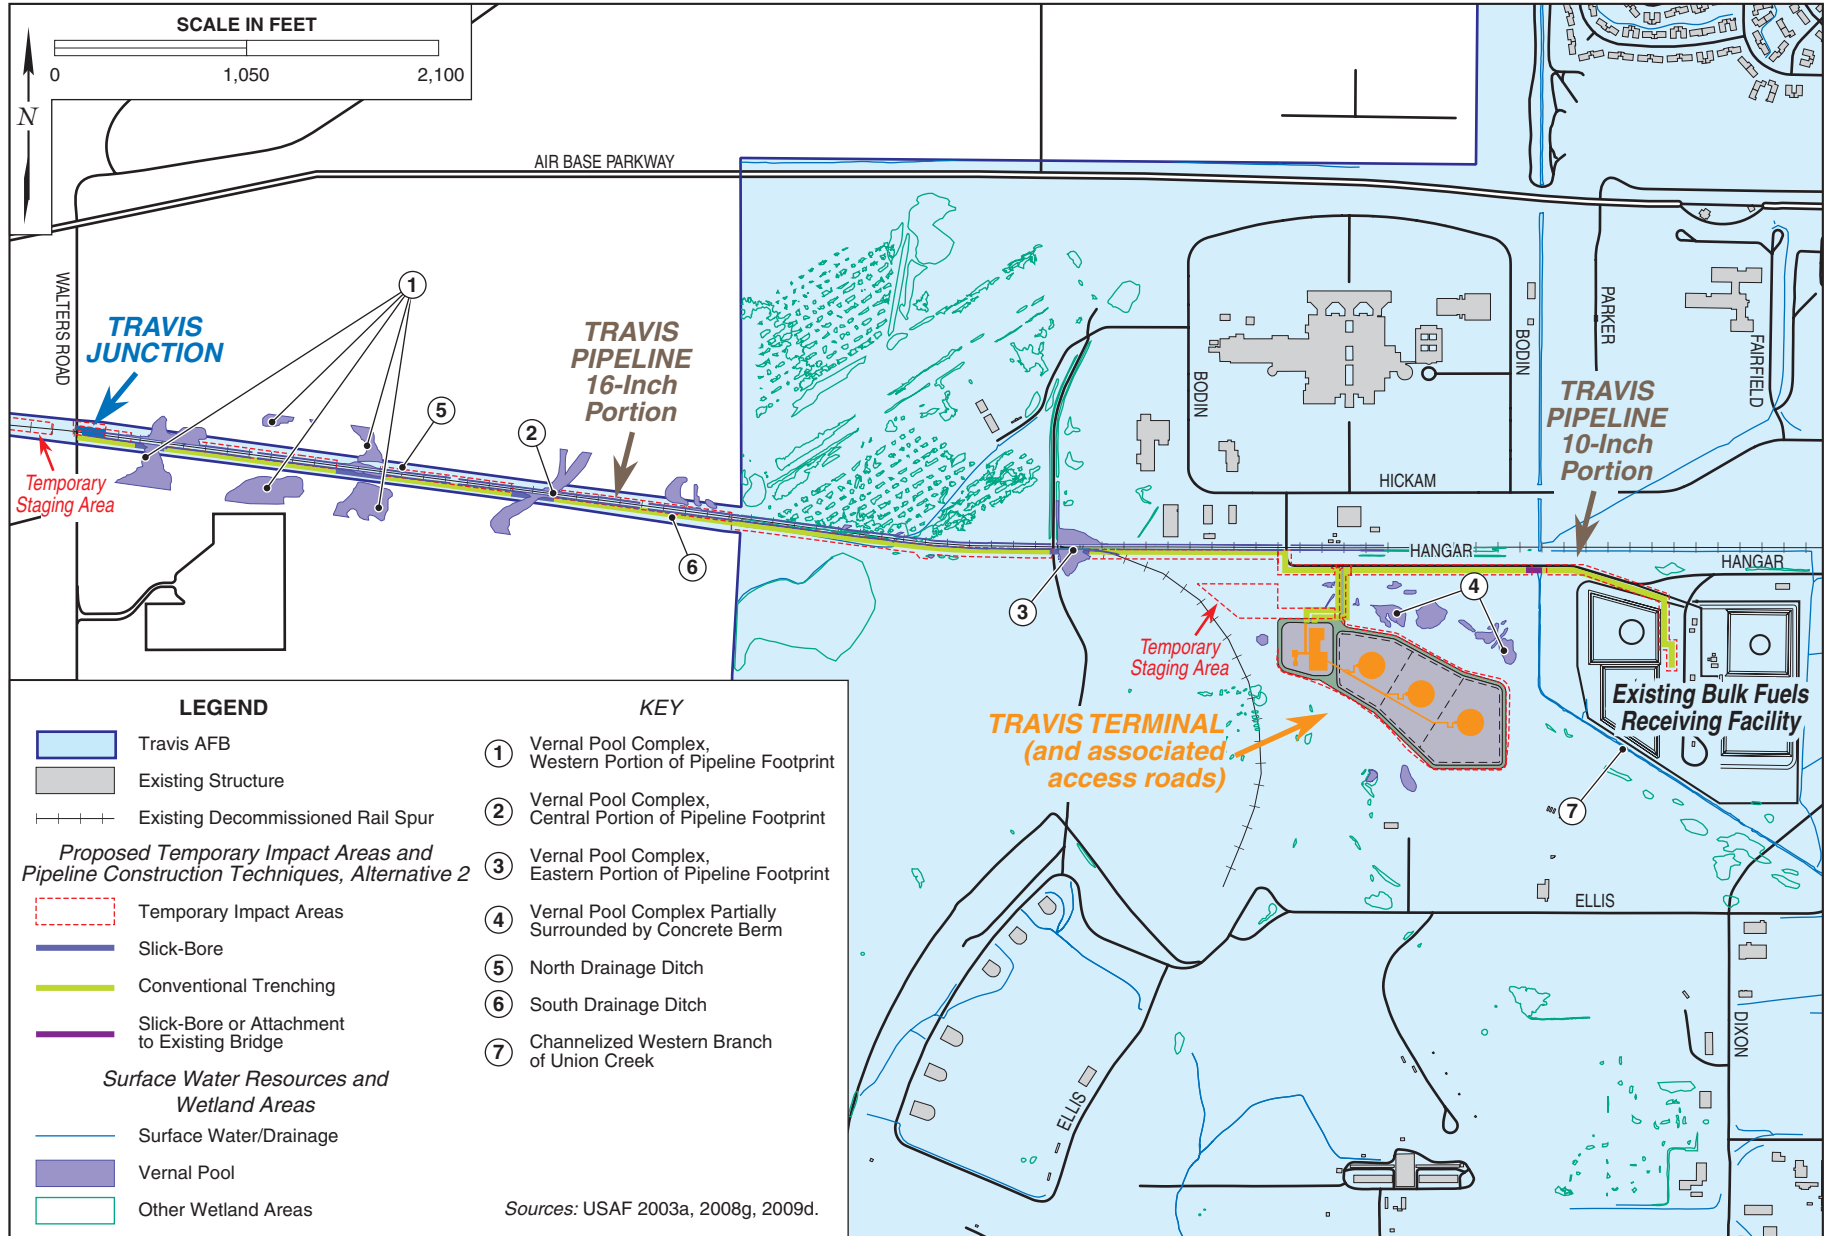 SCALE IN FEET
0 1,050 2,100
N
AIR BASE PARKWAY
WALTERS ROAD
1
TRAVIS
JUNCTION
TRAVIS
PIPELINE
16-Inch
Portion
5
2
Temporary
Staging Area
6
3
BODIN
BODIN
PARKER
FAIRFIELD
HICKAM
TRAVIS
PIPELINE
10-Inch
Portion
HANGAR
HANGAR
4
Temporary
Staging Area
TRAVIS TERMINAL
(and associated
access roads)
Existing Bulk Fuels
Receiving Facility
7
ELLIS
ELLIS
DIXON
LEGEND
Travis AFB
Existing Structure
Existing Decommissioned Rail Spur
Proposed Temporary Impact Areas and
Pipeline Construction Techniques, Alternative 2
Temporary Impact Areas
Slick-Bore
Conventional Trenching
Slick-Bore or Attachment
to Existing Bridge
Surface Water Resources and
Wetland Areas
Surface Water/Drainage
Vernal Pool
Other Wetland Areas
KEY
1 Vernal Pool Complex,
Western Portion of Pipeline Footprint
2 Vernal Pool Complex,
Central Portion of Pipeline Footprint
3 Vernal Pool Complex,
Eastern Portion of Pipeline Footprint
4 Vernal Pool Complex Partially
Surrounded by Concrete Berm
5 North Drainage Ditch
6 South Drainage Ditch
7 Channelized Western Branch
of Union Creek
Sources: USAF 2003a, 2008g, 2009d.